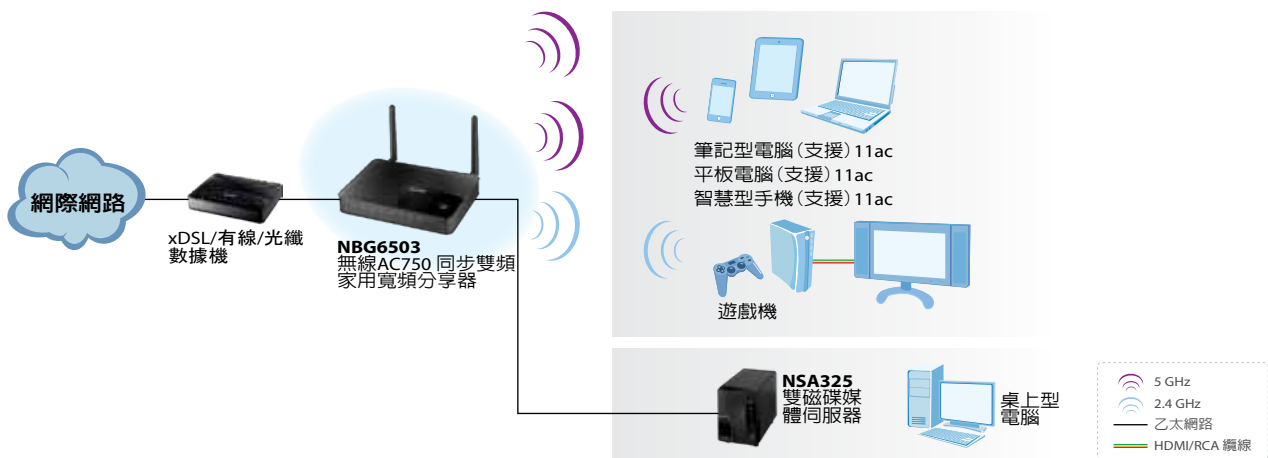 網際網路
xDSL/有線/光纖
數據機
NBG6503
無線AC750 同步雙頻
家用寬頻分享器
筆記型電腦(支援)11ac
平板電腦(支援)11ac
智慧型手機(支援)11ac
遊戲機
NSA325
雙磁碟媒
體伺服器
桌上型
電腦
5 GHz
2.4 GHz
乙太網路
HDMI/RCA 纜線